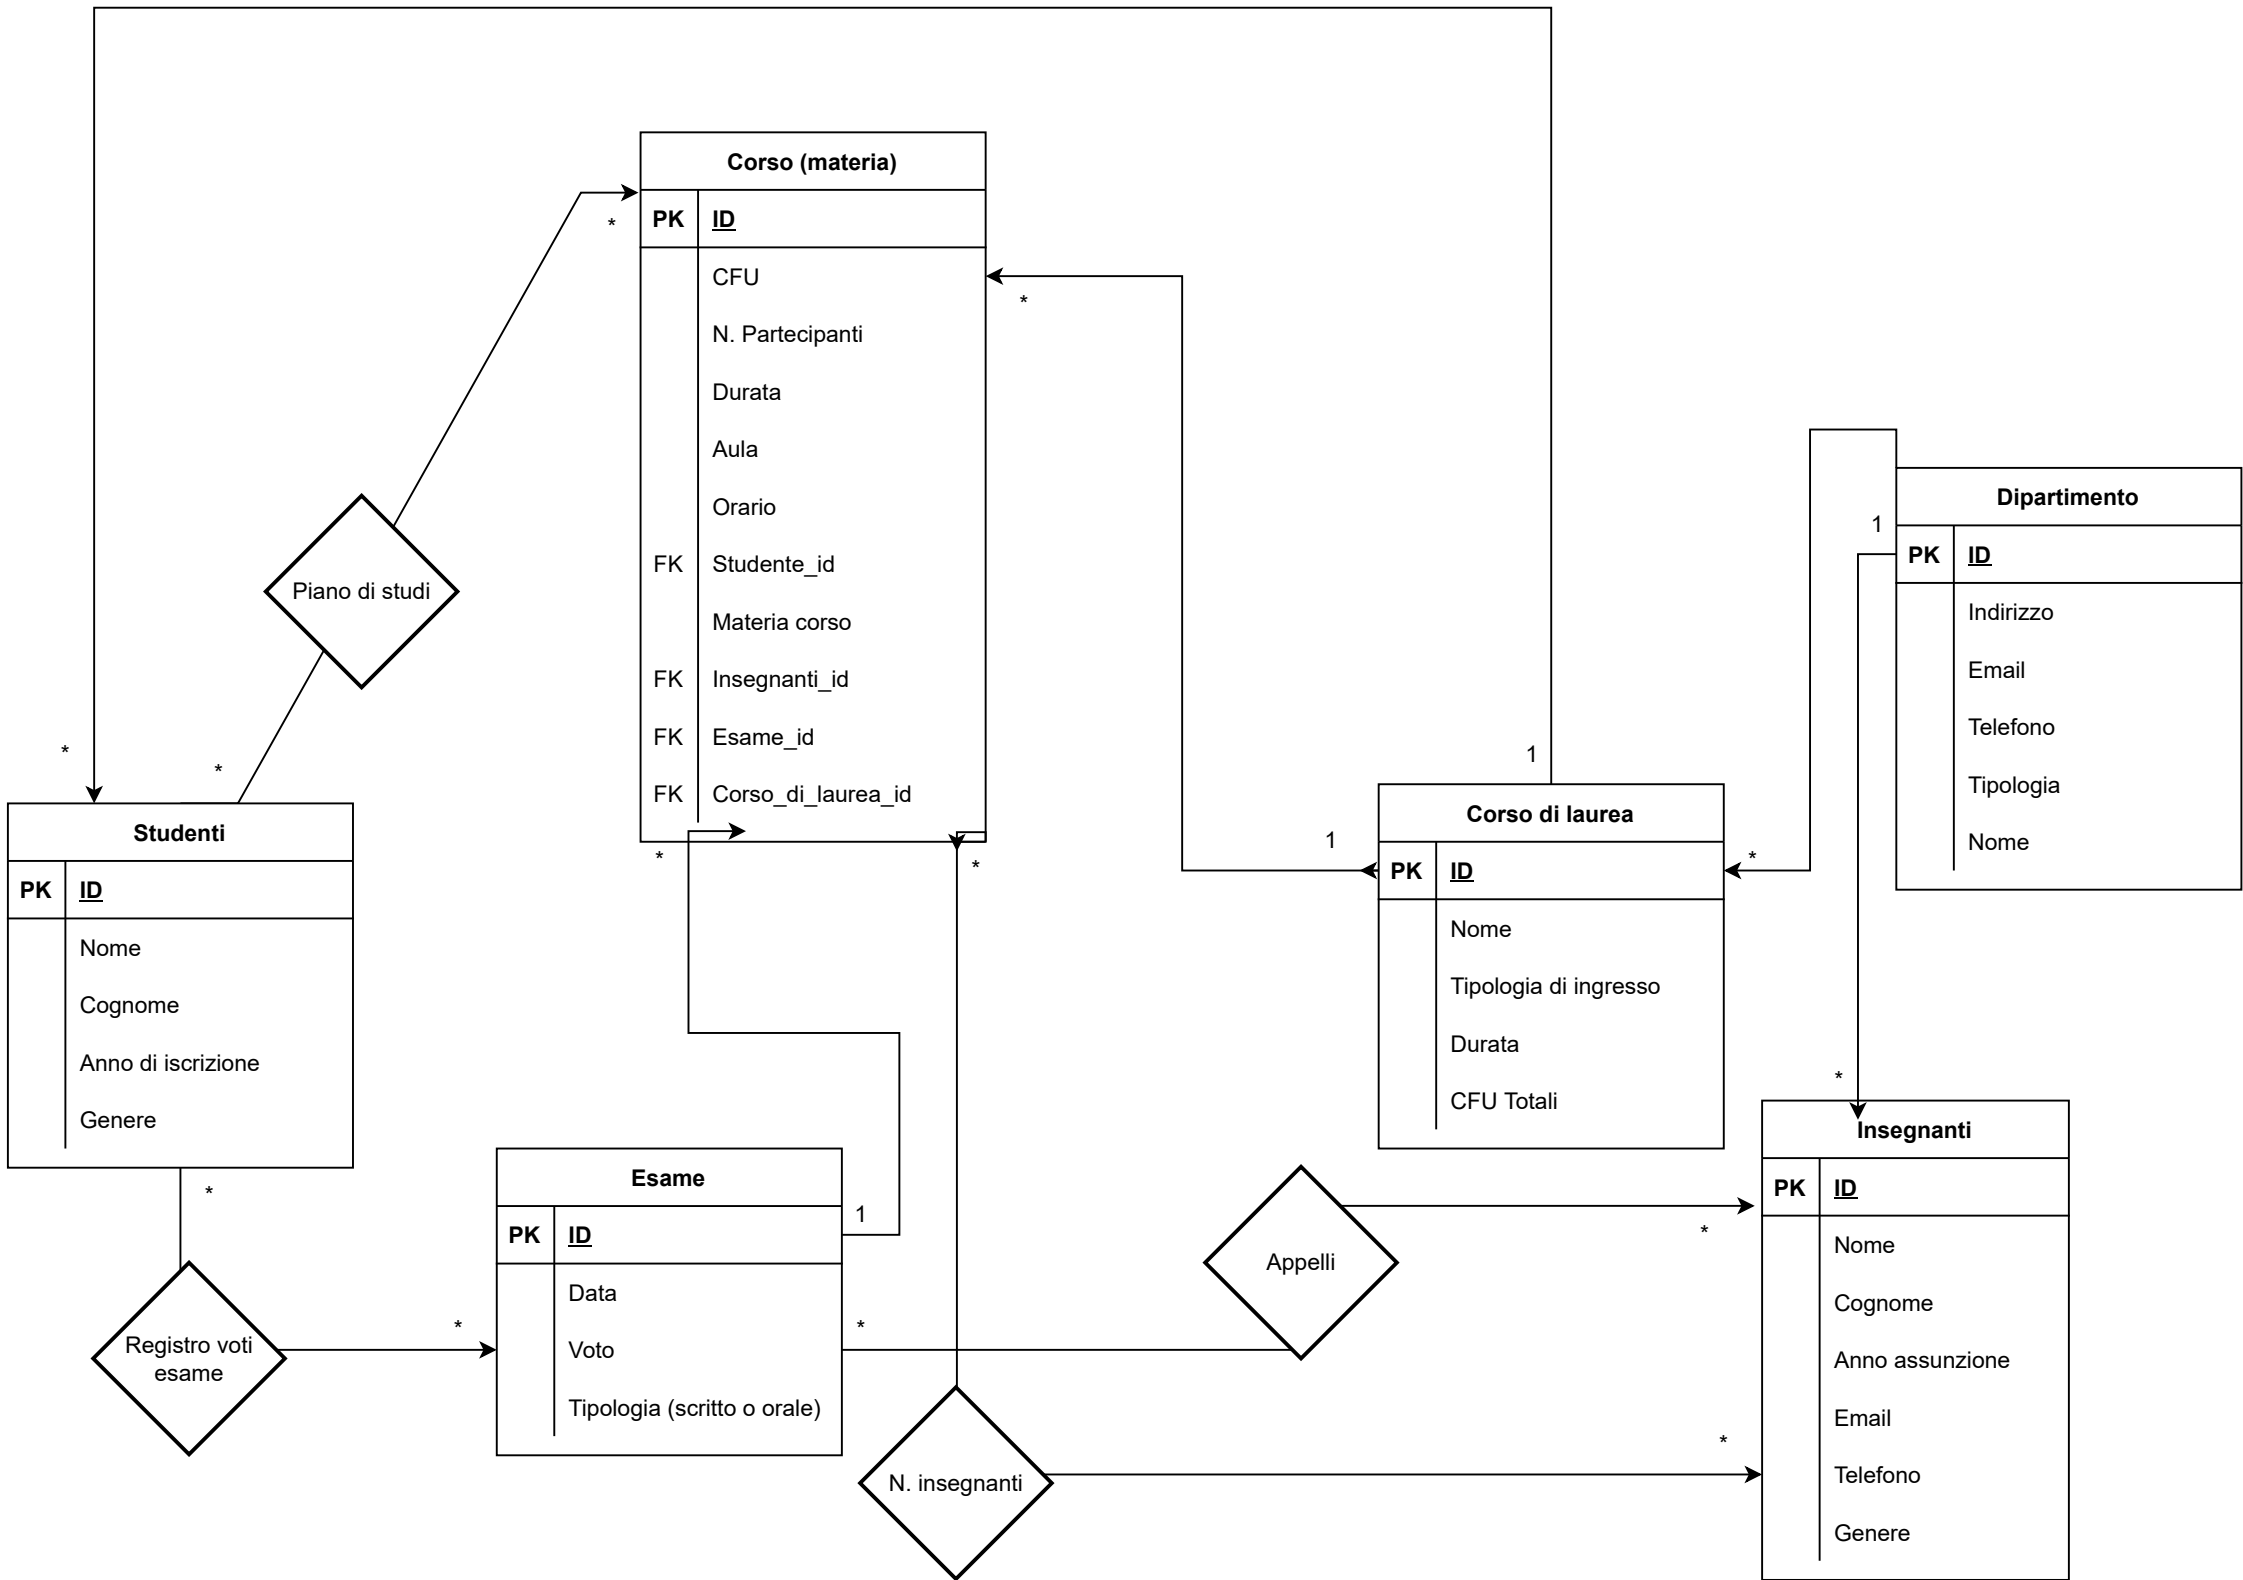 Corso (materia)
PK ID
CFU
N. Partecipanti
Durata
Aula
Orario
FK Studente_id
Materia corso
FK Insegnanti_id
FK Esame_id
FK Corso_di_laurea_id
*
*
*
*
Piano di studi
*
*
Studenti
PK ID
Nome
Cognome
Anno di iscrizione
Genere
*
Registro voti
esame
*
Esame
PK ID
Data
Voto
Tipologia (scritto o orale)
1
*
Appelli
*
N. insegnanti
*
1
1
Corso di laurea
PK ID
Nome
Tipologia di ingresso
Durata
CFU Totali
*
1
Dipartimento
PK ID
Indirizzo
Email
Telefono
Tipologia
Nome
*
Insegnanti
PK ID
Nome
Cognome
Anno assunzione
Email
Telefono
Genere